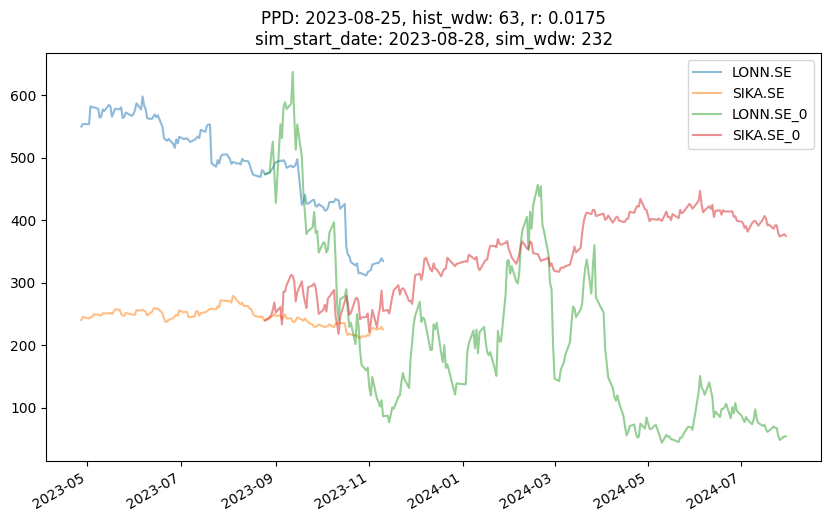 PPD: 2023-08-25, hist_wdw: 63, r: 0.0175
sim_start_date: 2023-08-28, sim_wdw: 232
LONN.SE
SIKA.SE
LONN.SE_0
SIKA.SE_0
600
500
400
300
200
100
2023-05
2023-07
2023-09
2023-11
2024-01
2024-03
2024-05
2024-07